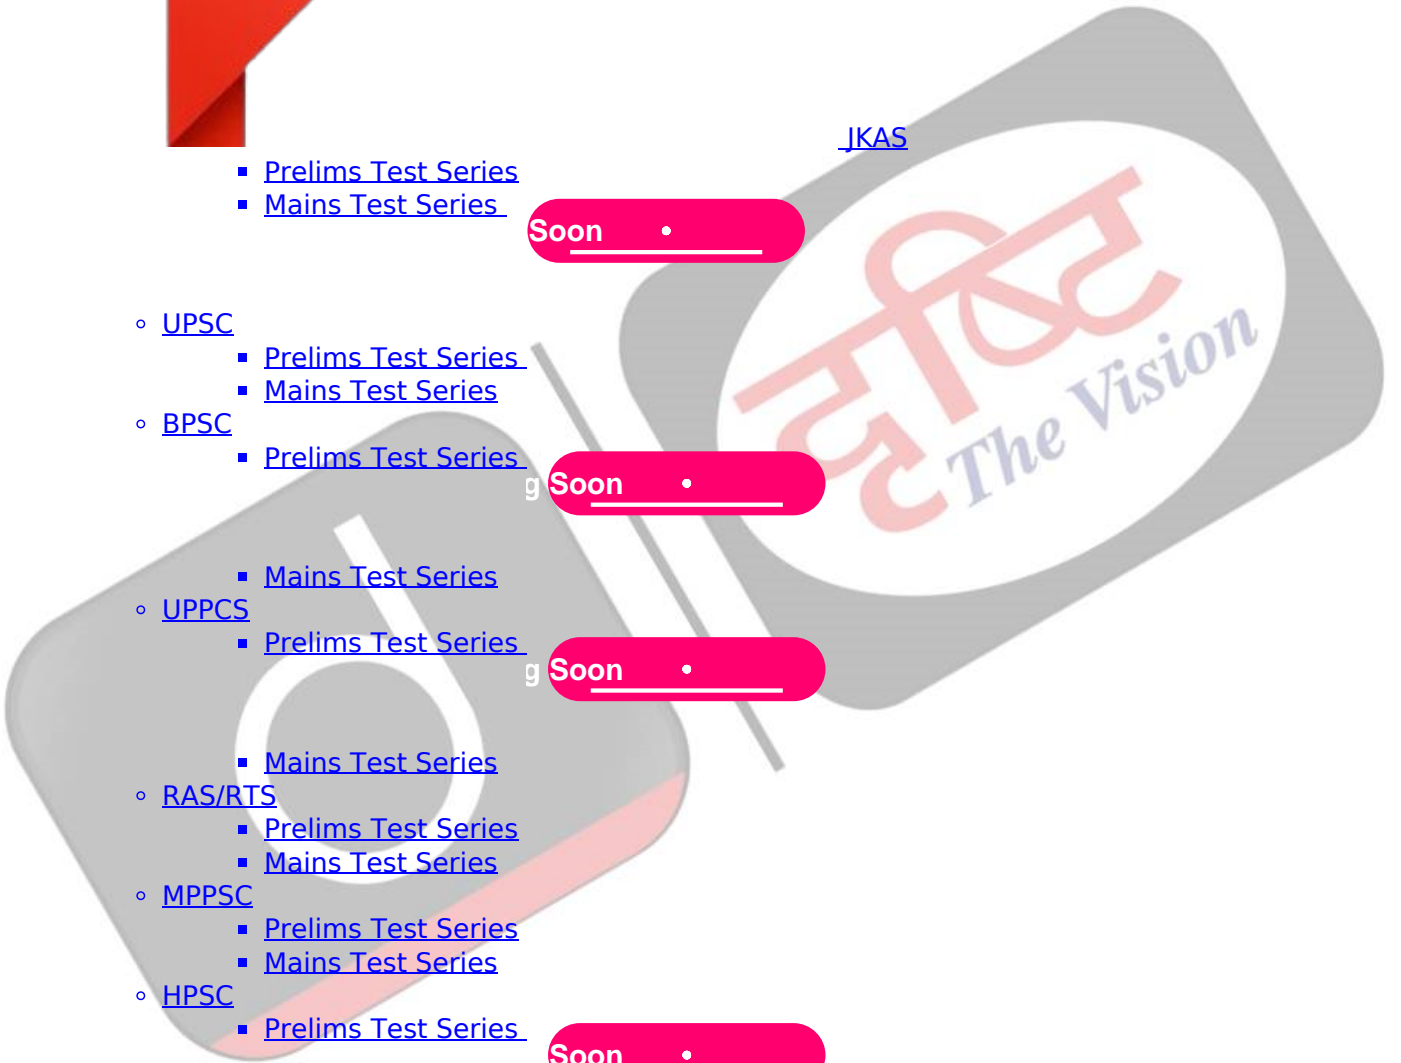 JKAS
Prelims Test Series
Mains Test Series
Soon
UPSC
Prelims Test Series
Mains Test Series
BPSC
Prelims Test Series
g Soon
Mains Test Series
UPPCS
Prelims Test Series
g Soon
Mains Test Series
RAS/RTS
Prelims Test Series
Mains Test Series
MPPSC
Prelims Test Series
Mains Test Series
HPSC
Prelims Test Series
Soon
d
दृष्टि
The Vision